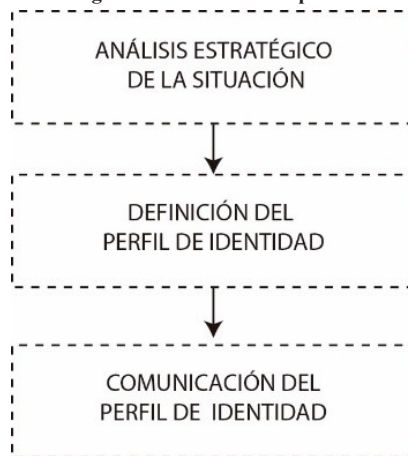 ANÁLISIS ESTRATÉGICO
DE LA SITUACIÓN
DEFINICIÓN DEL
PERFIL DE IDENTIDAD
COMUNICACIÓN DEL
PERFIL DE IDENTIDAD